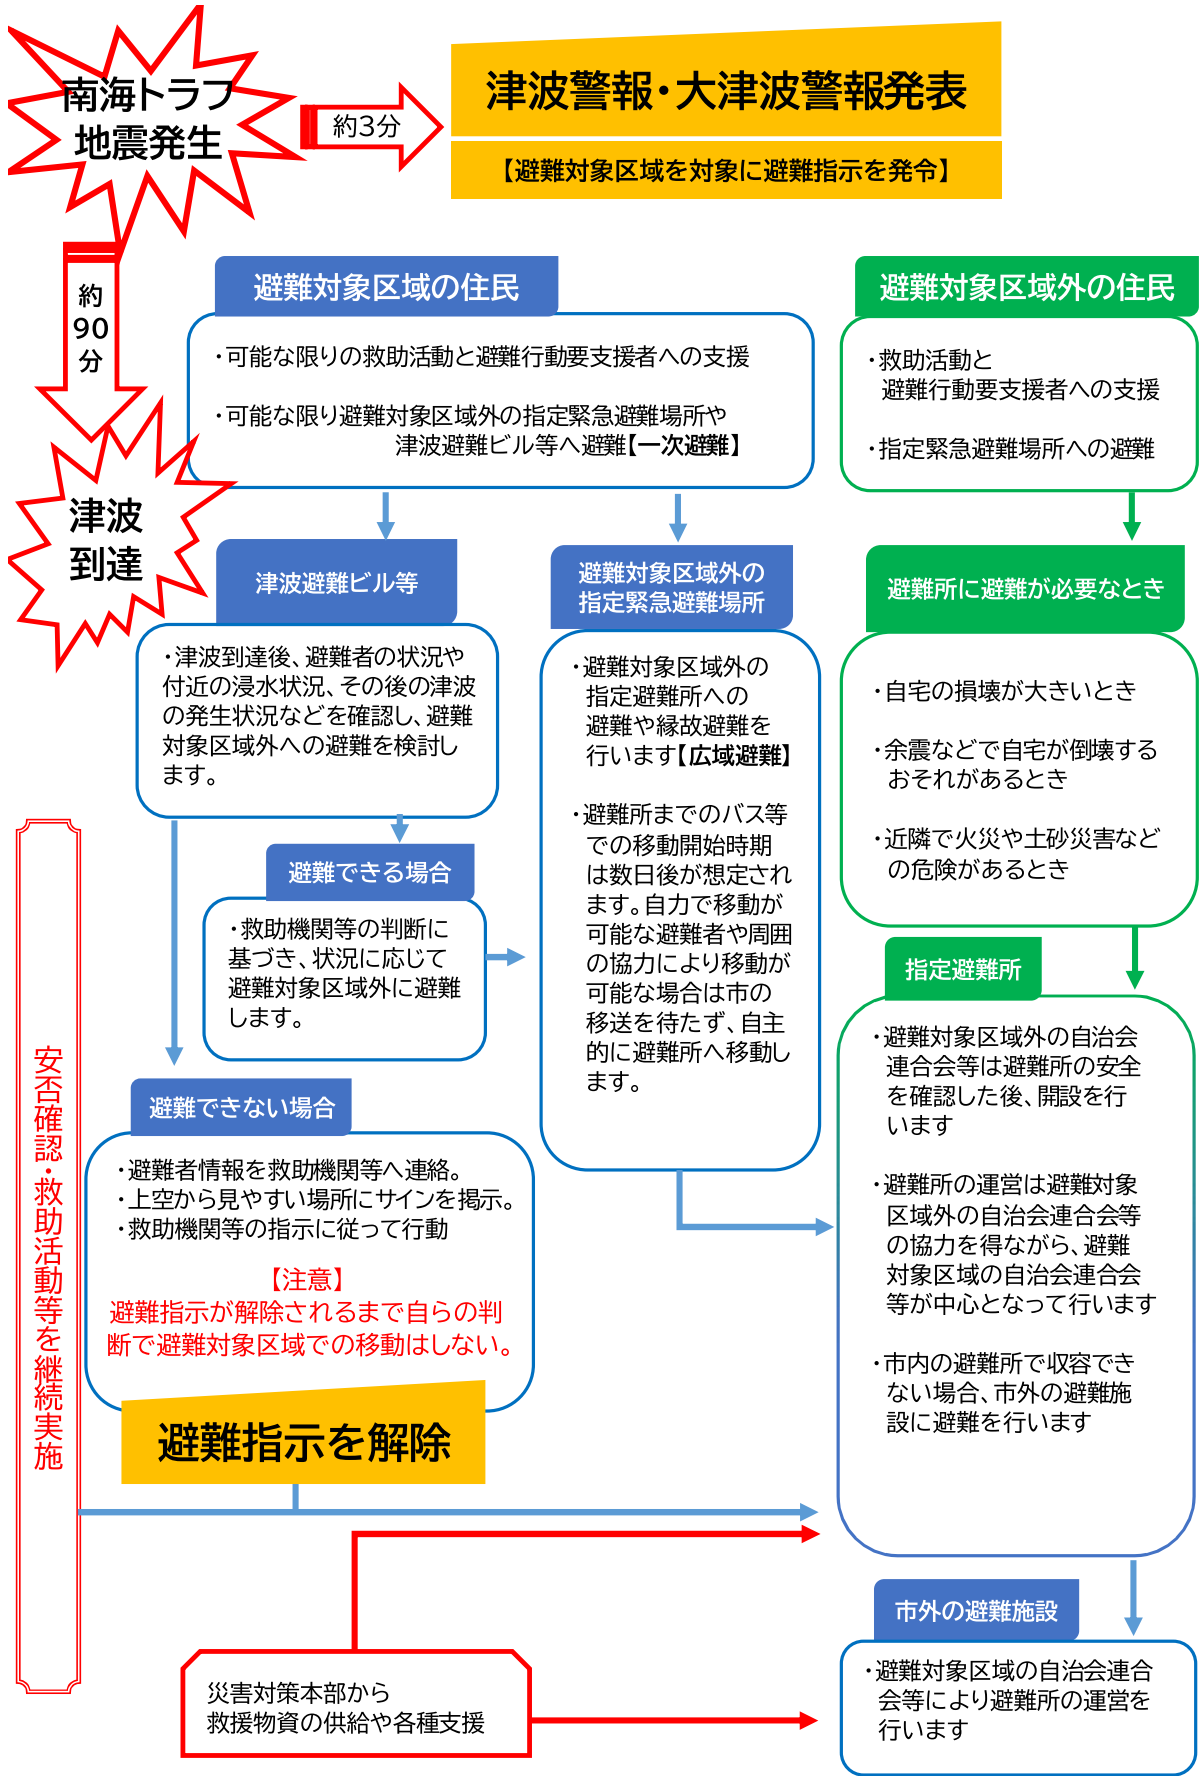 南海トラフ
地震発生
約3分
津波警報・大津波警報発表
【避難対象区域を対象に避難指示を発令】
約
90
分
津波
到達
避難対象区域の住民
・可能な限りの救助活動と避難行動要支援者への支援
・可能な限り避難対象区域外の指定緊急避難場所や
津波避難ビル等へ避難【一次避難】
避難対象区域外の住民
・救助活動と
避難行動要支援者への支援
・指定緊急避難場所への避難
津波避難ビル等
・津波到達後、避難者の状況や
付近の浸水状況、その後の津波
の発生状況などを確認し、避難
対象区域外への避難を検討し
ます。
避難できる場合
・救助機関等の判断に
基づき、状況に応じて
避難対象区域外に避難
します。
避難できない場合
・避難者情報を救助機関等へ連絡。
・上空から見やすい場所にサインを掲示。
・救助機関等の指示に従って行動
【注意】
避難指示が解除されるまで自らの判
断で避難対象区域での移動はしない。
避難指示を解除
避難対象区域外の
指定緊急避難場所
・避難対象区域外の
指定避難所への
避難や縁故避難を
行います【広域避難】
・避難所までのバス等
での移動開始時期
は数日後が想定され
ます。自力で移動が
可能な避難者や周囲
の協力により移動が
可能な場合は市の
移送を待たず、自主
的に避難所へ移動し
ます。
避難所に避難が必要なとき
・自宅の損壊が大きいとき
・余震などで自宅が倒壊する
おそれがあるとき
・近隣で火災や土砂災害など
の危険があるとき
指定避難所
・避難対象区域外の自治会
連合会等は避難所の安全
を確認した後、開設を行
います
・避難所の運営は避難対象
区域外の自治会連合会等
の協力を得ながら、避難
対象区域の自治会連合会
等が中心となって行います
・市内の避難所で収容でき
ない場合、市外の避難施
設に避難を行います
市外の避難施設
・避難対象区域の自治会連合
会等により避難所の運営を
行います
安否確認・救助活動等を継続実施
災害対策本部から
救援物資の供給や各種支援